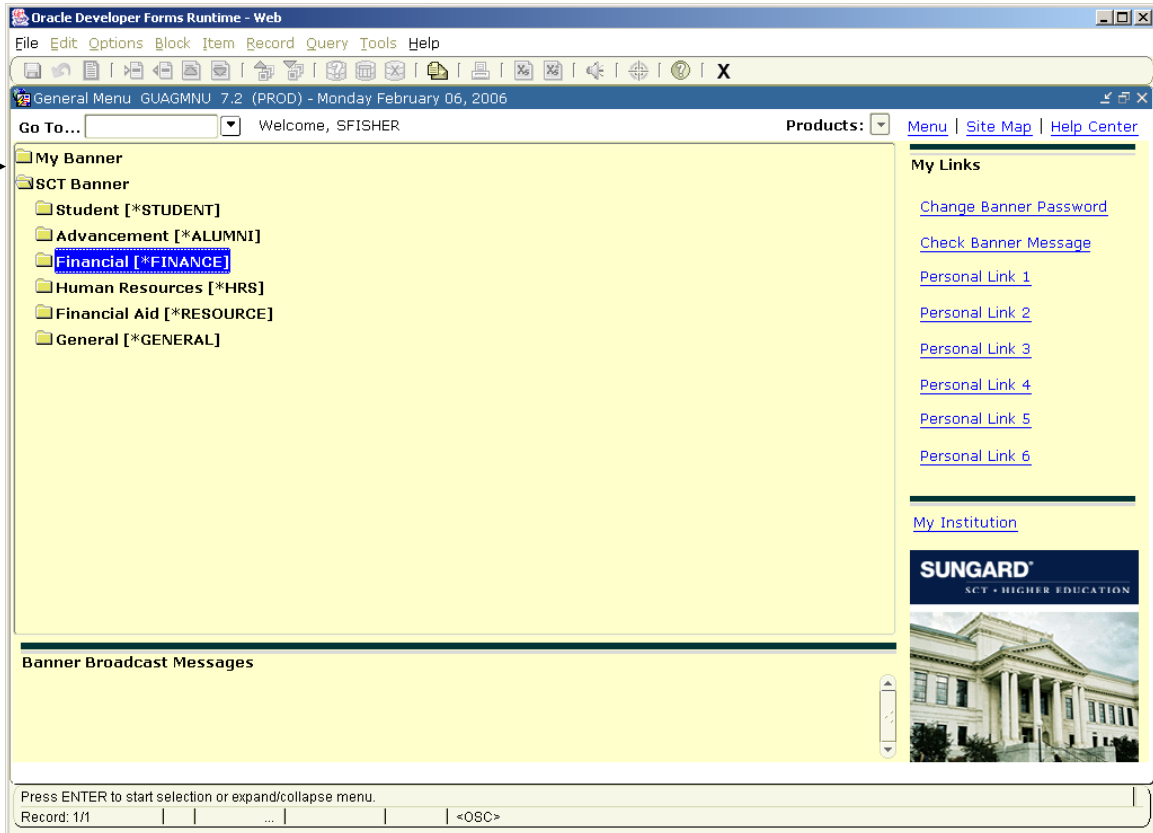 Oracle Developer Forms Runtime - Web
File Edit Options Block Item Record Query Tools Help
X
General Menu GUAGMNU 7.2 (PROD) - Monday February 06, 2006
Go To... Welcome, SFISHER Products: Menu | Site Map | Help Center
My Banner
SCT Banner
Student [*STUDENT]
Advancement [*ALUMNI]
Financial [*FINANCE]
Human Resources [*HRS]
Financial Aid [*RESOURCE]
General [*GENERAL]
My Links
Change Banner Password
Check Banner Message
Personal Link 1
Personal Link 2
Personal Link 3
Personal Link 4
Personal Link 5
Personal Link 6
My Institution
SUNGARD
SCT • HIGHER EDUCATION
Banner Broadcast Messages
Press ENTER to start selection or expand/collapse menu.
Record: 1/1 ... <OSC>